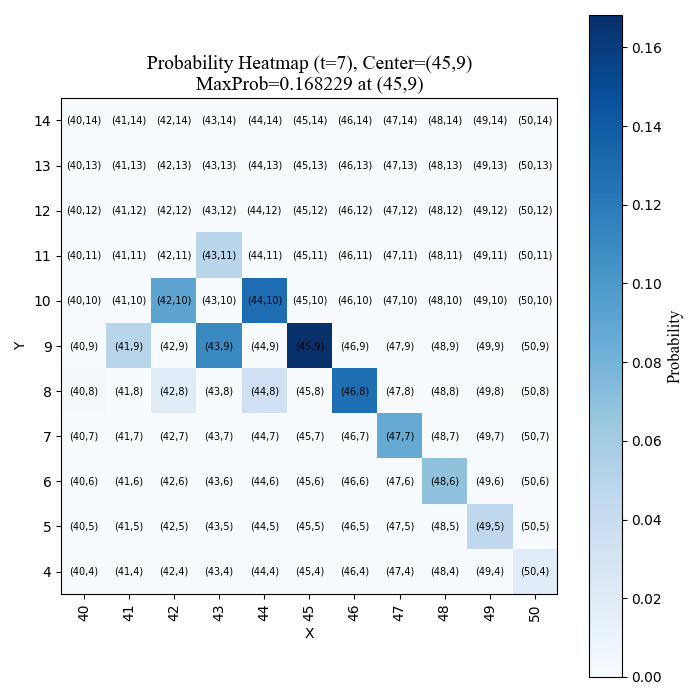 Probability Heatmap (t=7), Center=(45,9)
MaxProb=0.168229 at (45,9)
14 (40,14) (41,14) (42,14) (43,14) (44,14) (45,14) (46,14) (47,14) (48,14) (49,14) (50,14)
13 (40,13) (41,13) (42,13) (43,13) (44,13) (45,13) (46,13) (47,13) (48,13) (49,13) (50,13)
12 (40,12) (41,12) (42,12) (43,12) (44,12) (45,12) (46,12) (47,12) (48,12) (49,12) (50,12)
11 (40,11) (41,11) (42,11) (43,11) (44,11) (45,11) (46,11) (47,11) (48,11) (49,11) (50,11)
10 (40,10) (41,10) (42,10) (43,10) (44,10) (45,10) (46,10) (47,10) (48,10) (49,10) (50,10)
9 (40,9) (41,9) (42,9) (43,9) (44,9) (45,9) (46,9) (47,9) (48,9) (49,9) (50,9)
8 (40,8) (41,8) (42,8) (43,8) (44,8) (45,8) (46,8) (47,8) (48,8) (49,8) (50,8)
7 (40,7) (41,7) (42,7) (43,7) (44,7) (45,7) (46,7) (47,7) (48,7) (49,7) (50,7)
6 (40,6) (41,6) (42,6) (43,6) (44,6) (45,6) (46,6) (47,6) (48,6) (49,6) (50,6)
5 (40,5) (41,5) (42,5) (43,5) (44,5) (45,5) (46,5) (47,5) (48,5) (49,5) (50,5)
4 (40,4) (41,4) (42,4) (43,4) (44,4) (45,4) (46,4) (47,4) (48,4) (49,4) (50,4)
40 41 42 43 44 45 46 47 48 49 50
X
Y
0.16
0.14
0.12
0.10
0.08
0.06
0.04
0.02
0.00
Probability